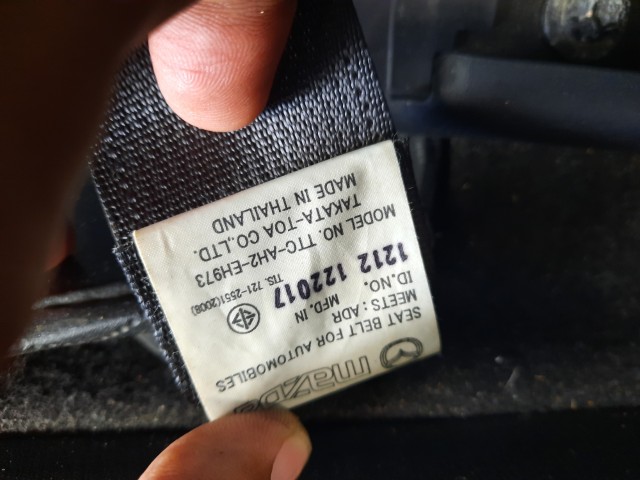 mazda
SEAT BELT FOR AUTOMOBILES
MEETS : ADR
ID.NO. MFD. IN
1212 122017
TIS. 721-2551(2008)
MODEL NO. TTC-AH2-EH973
TAKATA-TOA CO.,LTD.
MADE IN THAILAND